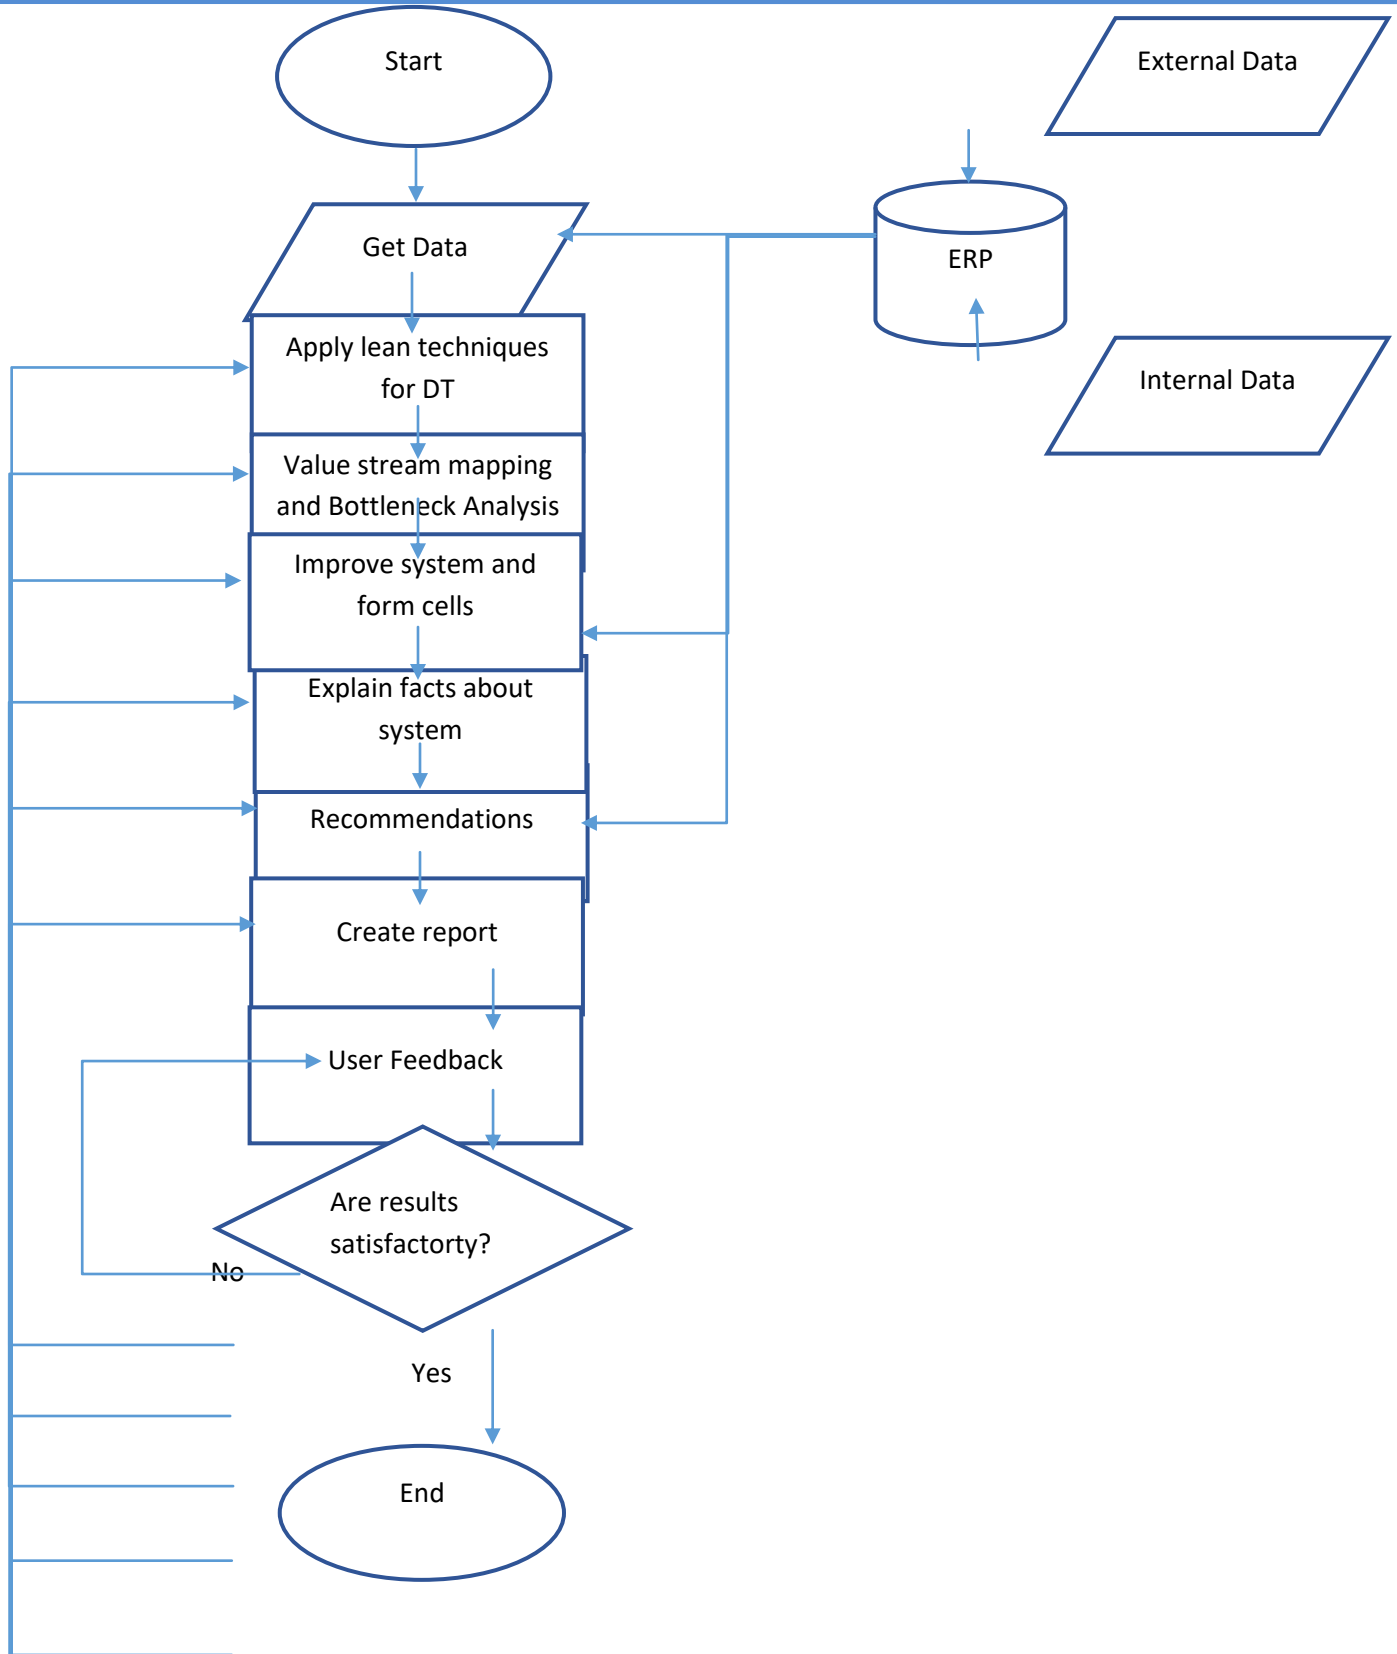 Start
External Data
Get Data
ERP
Apply lean techniques
for DT
Internal Data
Value stream mapping
and Bottleneck Analysis
Improve system and
form cells
Explain facts about
system
Recommendations
Create report
User Feedback
Are results
satisfactorty?
No
Yes
End